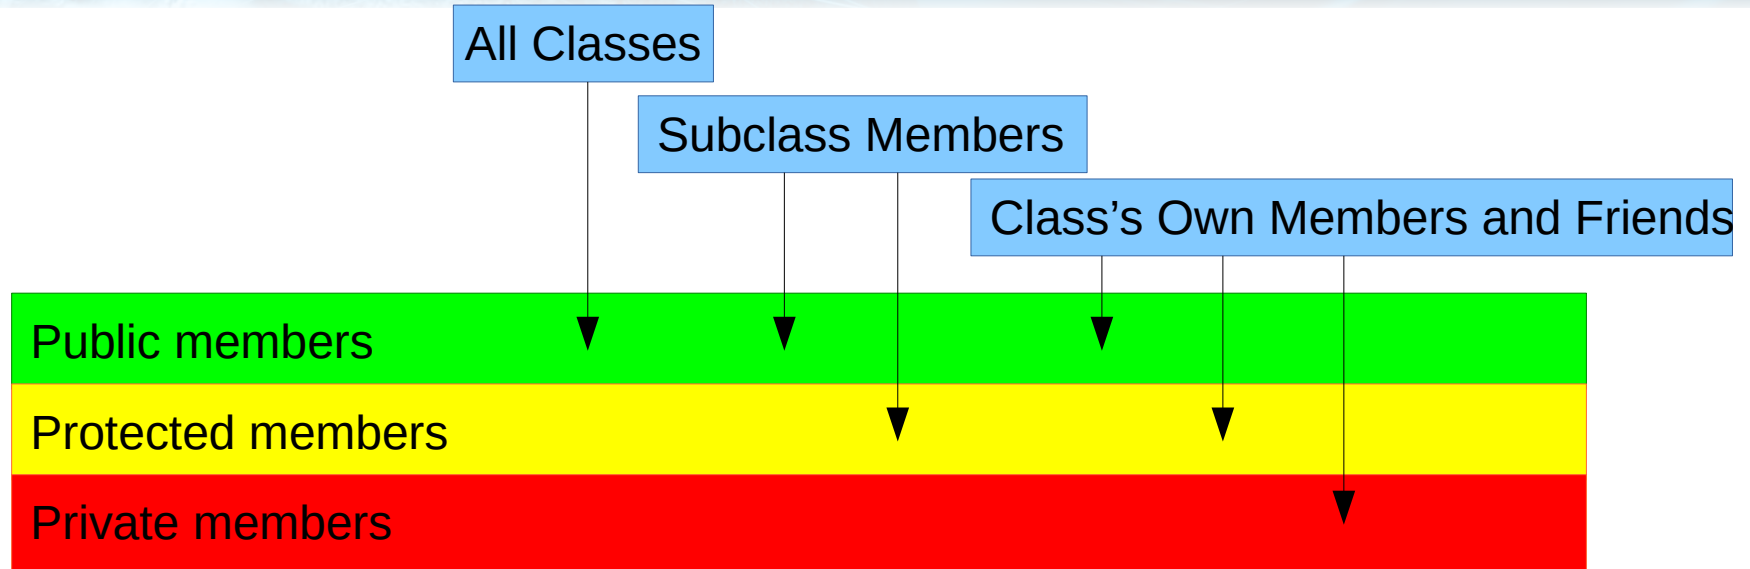 All Classes
Subclass Members
Class’s Own Members and Friends
Public members
Protected members
Private members